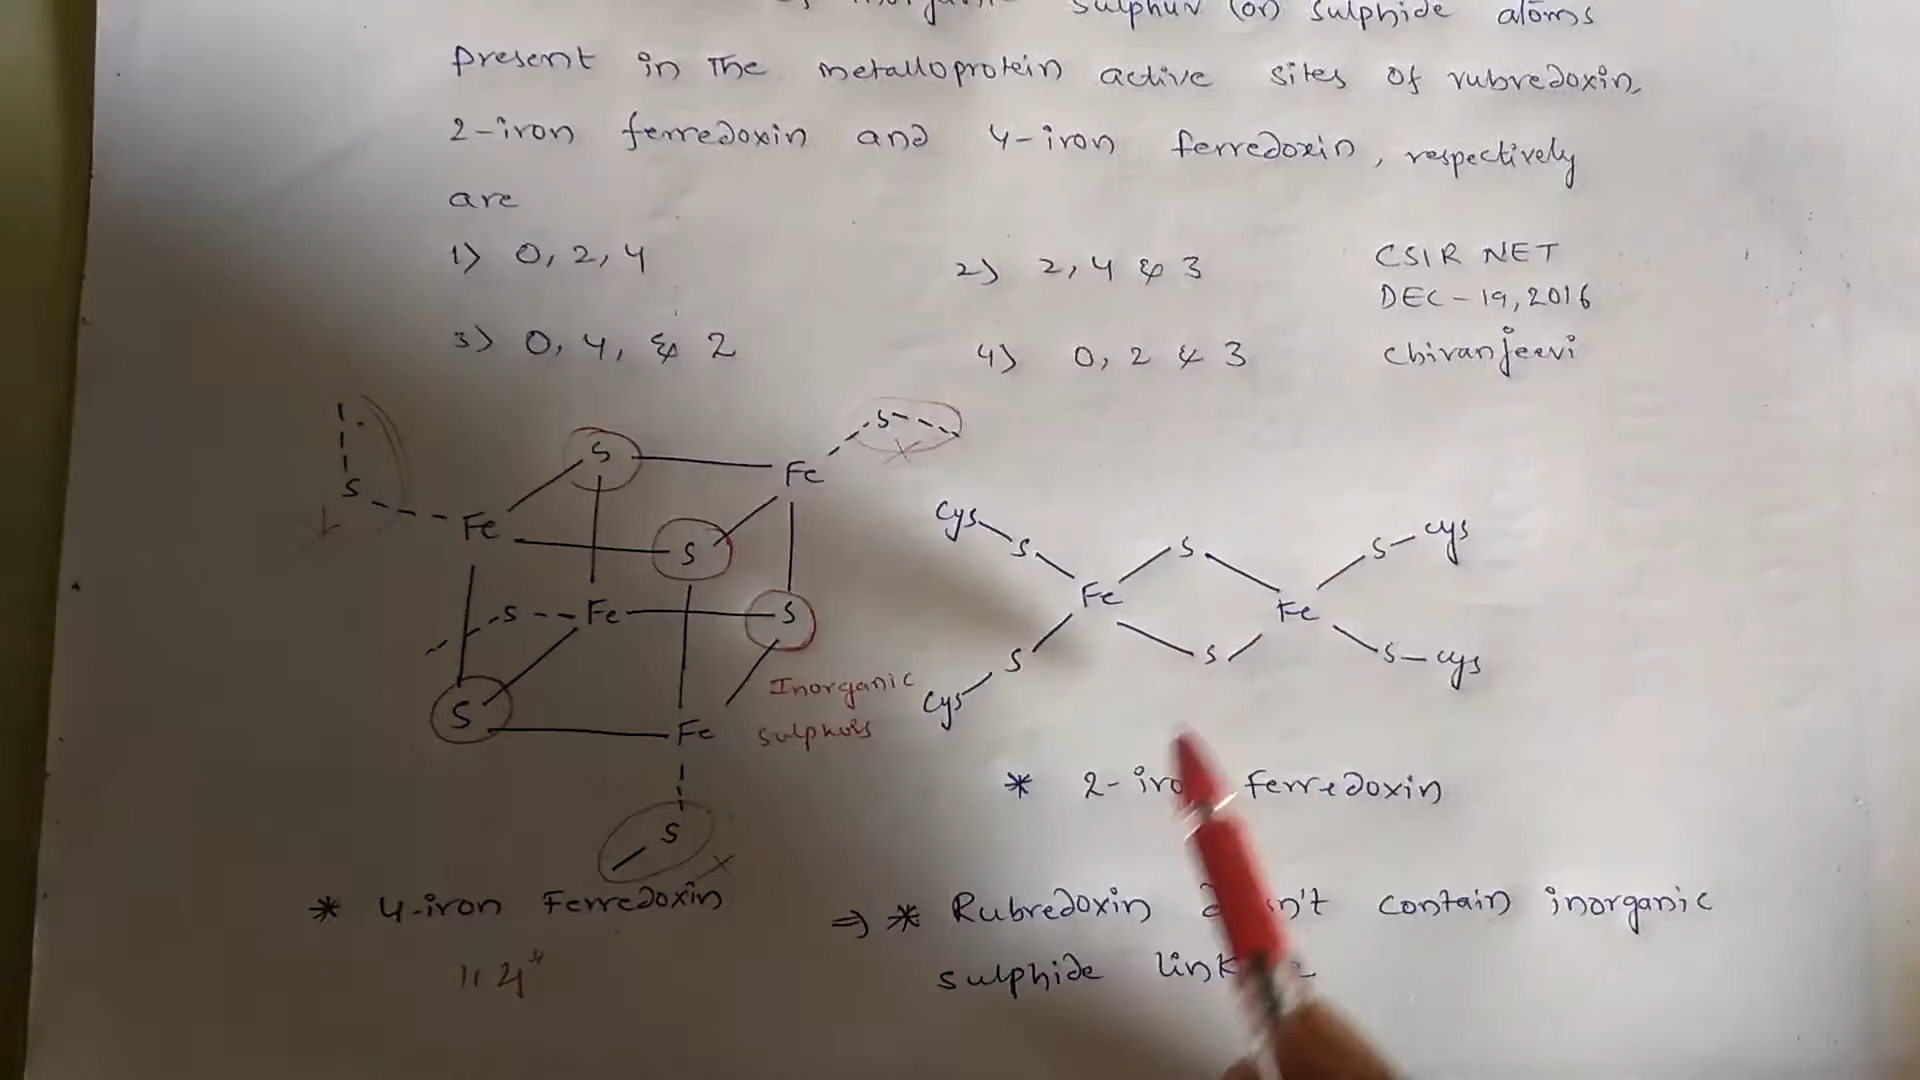 sulphur (or) sulphide atoms
present in The metalloprotein active sites of rubredoxin,
2-iron ferredoxin and 4-iron ferredoxin, respectively
are
1) 0, 2, 4
2) 2, 4 & 3
CSIR NET
DEC-19, 2016
3) 0, 4, & 2
4) 0, 2 & 3
Chiranjeevi
S
S
S
Fe
S
Fe
S
S
Fe
S
S
Fe
S
Inorganic
sulphurs
Cys
S
Fe
S
Fe
S
cys
S
Cys
S
S
cys
* 2-iron Ferredoxin
* 4-iron Ferredoxin
4
⇒ * Rubredoxin contain inorganic
sulphide